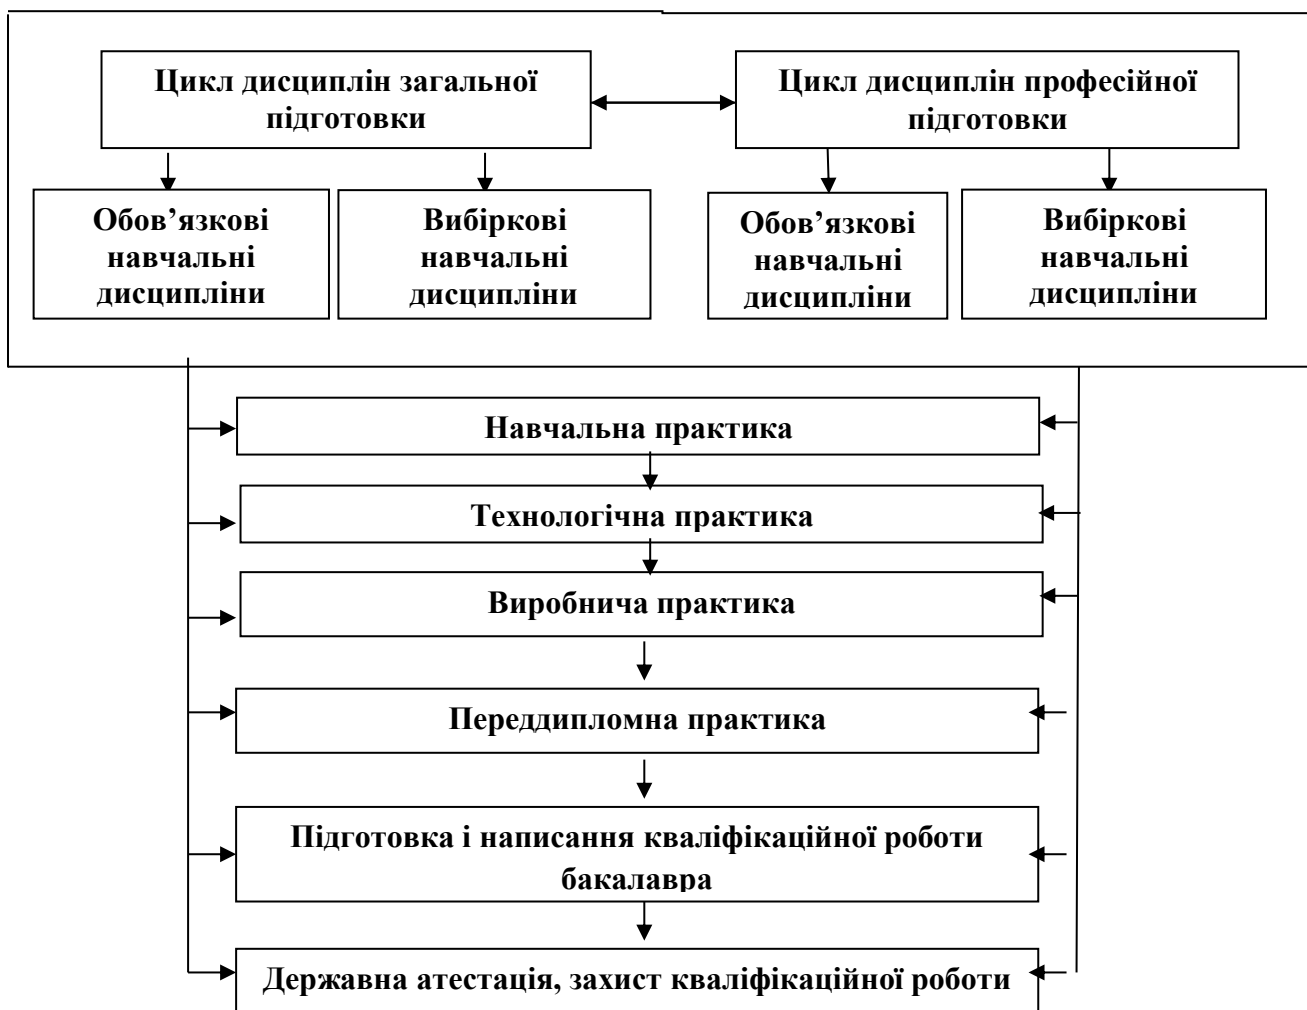 Цикл дисциплін загальної
підготовки
Цикл дисциплін професійної
підготовки
Обов’язкові
навчальні
дисципліни
Вибіркові
навчальні
дисципліни
Обов’язкові
навчальні
дисципліни
Вибіркові
навчальні
дисципліни
Навчальна практика
Технологічна практика
Виробнича практика
Переддипломна практика
Підготовка і написання кваліфікаційної роботи
бакалавра
Державна атестація, захист кваліфікаційної роботи